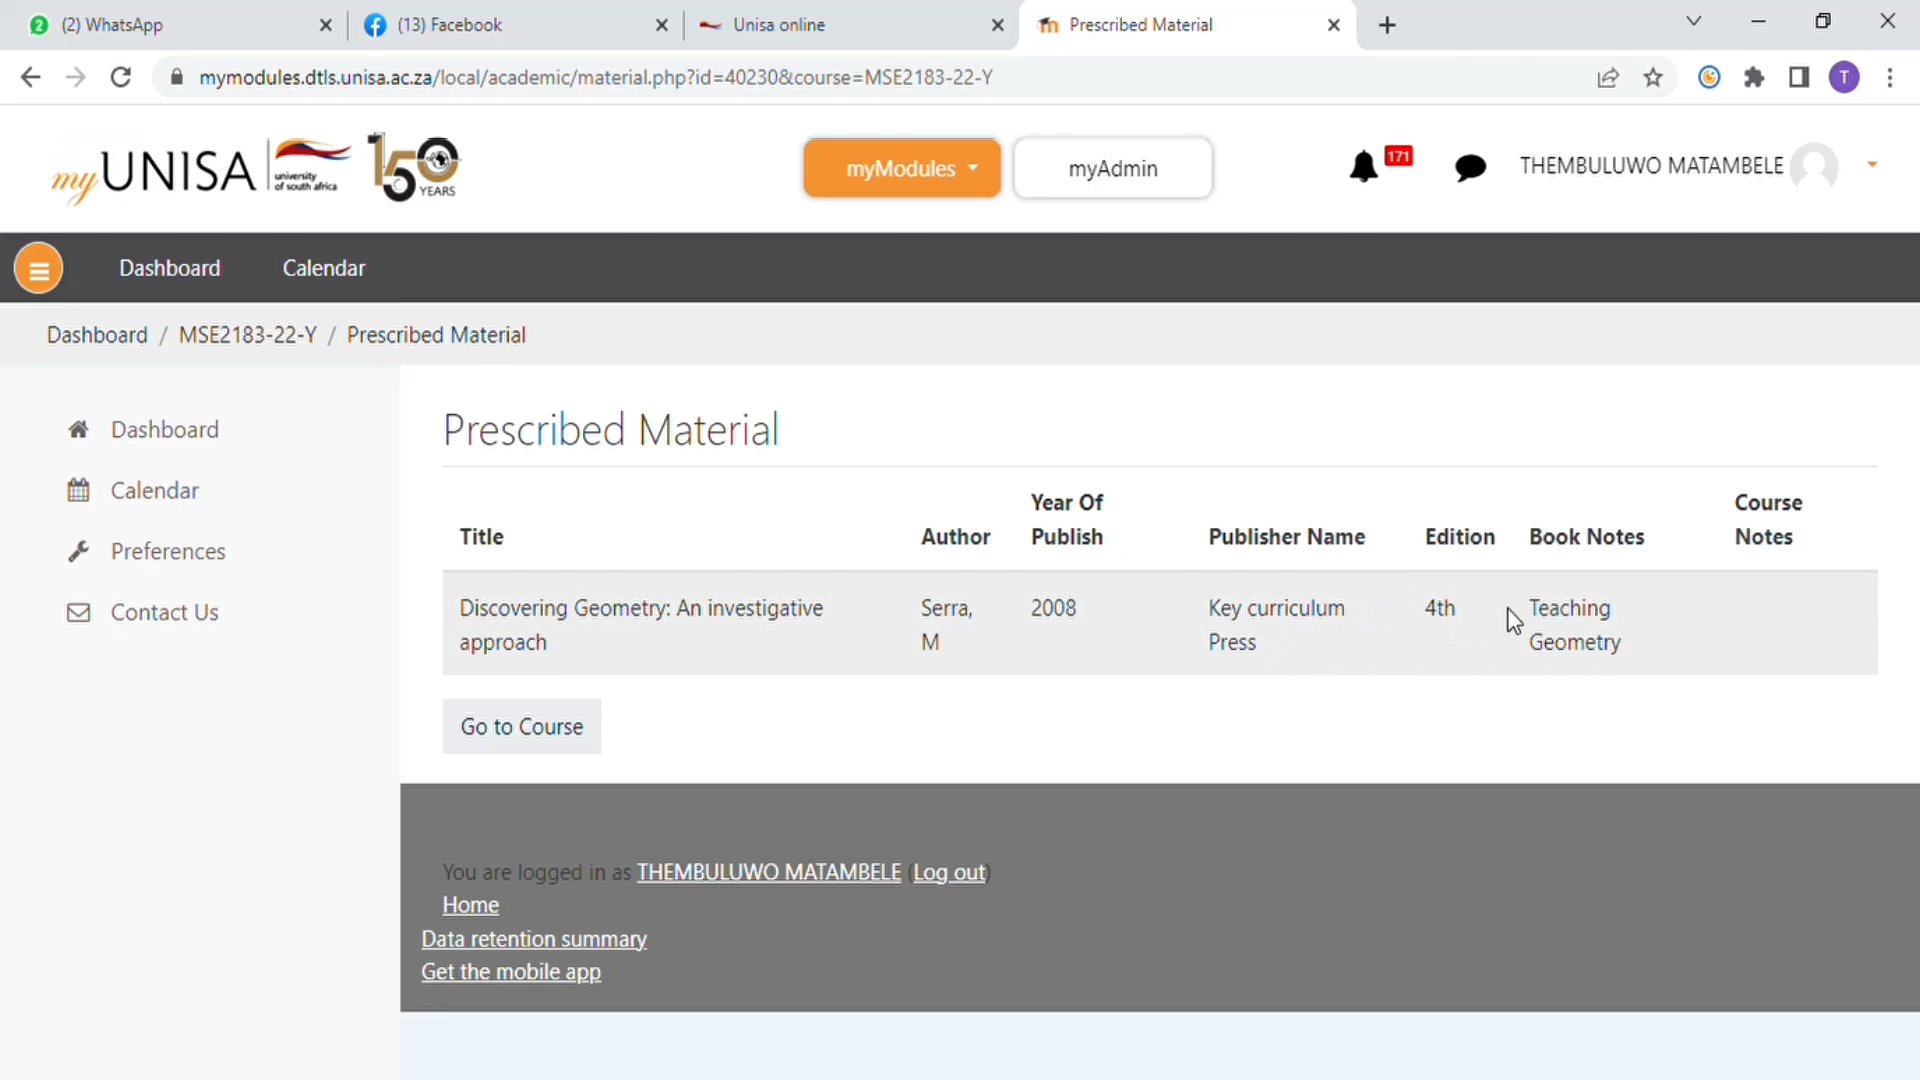 (2) WhatsApp
(13) Facebook
Unisa online
Prescribed Material
mymodules.dtls.unisa.ac.za/local/academic/material.php?id=40230&course=MSE2183-22-Y
T
my UNISA
university
of south africa
150
YEARS
myModules
myAdmin
171
THEMBULUWO MATAMBELE
Dashboard
Calendar
Dashboard / MSE2183-22-Y / Prescribed Material
Dashboard
Calendar
Preferences
Contact Us
Prescribed Material
Title
Author
Year Of
Publish
Publisher Name
Edition
Book Notes
Course
Notes
Discovering Geometry: An investigative
approach
Serra,
M
2008
Key curriculum
Press
4th
Teaching
Geometry
Go to Course
You are logged in as THEMBULUWO MATAMBELE (Log out)
Home
Data retention summary
Get the mobile app